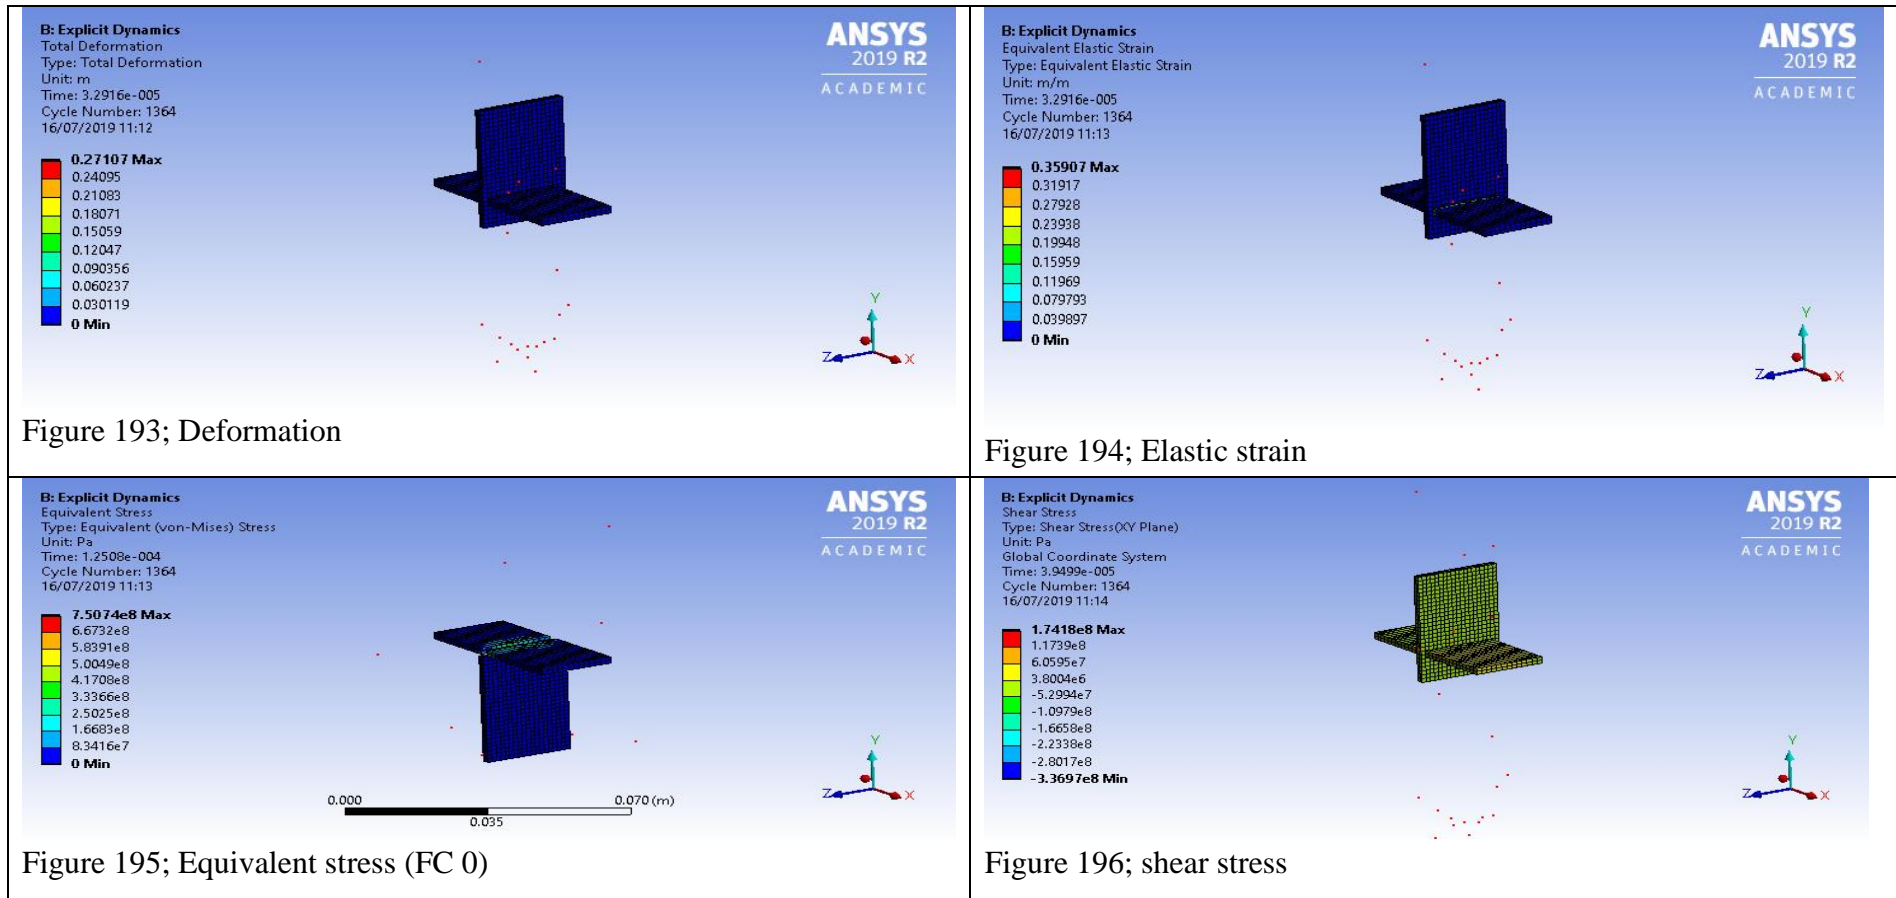 B: Explicit Dynamics
Total Deformation
Type: Total Deformation
Unit: m
Time: 3.2916e-005
Cycle Number: 1364
16/07/2019 11:12
0.27107 Max
0.24095
0.21083
0.18071
0.15059
0.12047
0.090356
0.060237
0.030119
0 Min
ANSYS
2019 R2
ACADEMIC
Y
Z
X
Figure 193; Deformation
B: Explicit Dynamics
Equivalent Elastic Strain
Type: Equivalent Elastic Strain
Unit: m/m
Time: 3.2916e-005
Cycle Number: 1364
16/07/2019 11:13
0.35907 Max
0.31917
0.27928
0.23938
0.19948
0.15959
0.11969
0.079793
0.039897
0 Min
ANSYS
2019 R2
ACADEMIC
Y
Z
X
Figure 194; Elastic strain
B: Explicit Dynamics
Equivalent Stress
Type: Equivalent (von-Mises) Stress
Unit: Pa
Time: 1.2508e-004
Cycle Number: 1364
16/07/2019 11:13
7.5074e8 Max
6.6732e8
5.8391e8
5.0049e8
4.1708e8
3.3366e8
2.5025e8
1.6683e8
8.3416e7
0 Min
ANSYS
2019 R2
ACADEMIC
0.000
0.070 (m)
0.035
Y
Z
X
Figure 195; Equivalent stress (FC 0)
B: Explicit Dynamics
Shear Stress
Type: Shear Stress(XY Plane)
Unit: Pa
Global Coordinate System
Time: 3.9499e-005
Cycle Number: 1364
16/07/2019 11:14
1.7418e8 Max
1.1739e8
6.0595e7
3.8004e6
-5.2994e7
-1.0979e8
-1.6658e8
-2.2338e8
-2.8017e8
-3.3697e8 Min
ANSYS
2019 R2
ACADEMIC
Y
Z
X
Figure 196; shear stress